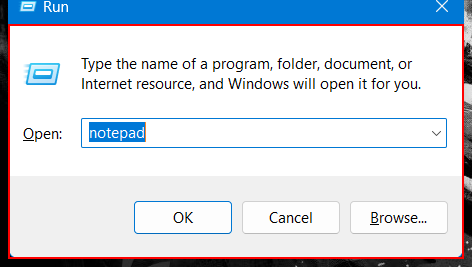 Run
Type the name of a program, folder, document, or
Internet resource, and Windows will open it for you.
Open: notepad
OK Cancel Browse...